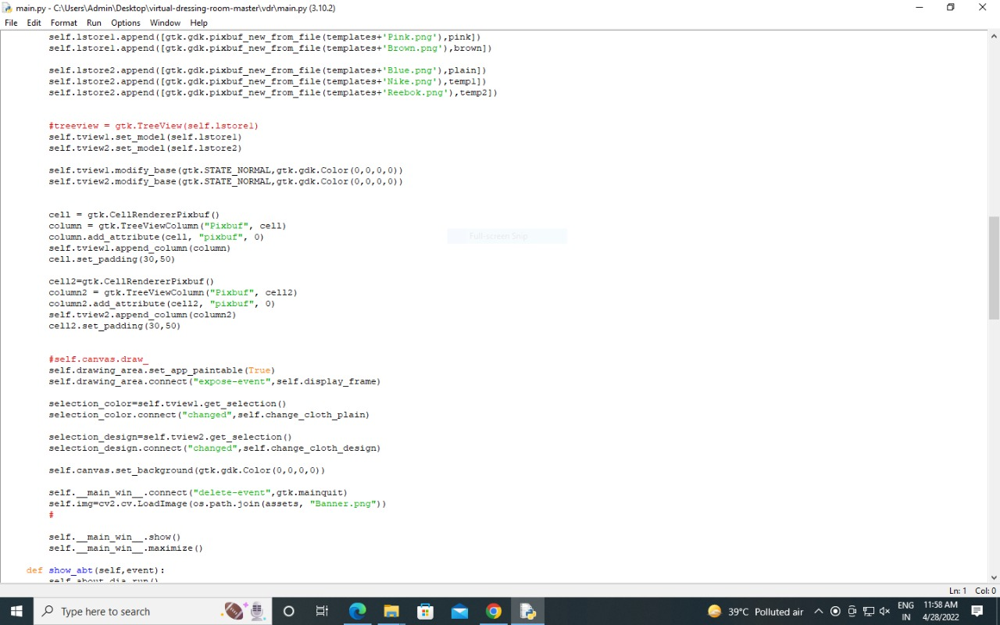 main.py - C:\Users\Admin\Desktop\virtual-dressing-room-master\vdr\main.py (3.10.2)
File Edit Format Run Options Window Help
self.lstore1.append([gtk.gdk.pixbuf_new_from_file(templates+'Pink.png'),pink])
self.lstore1.append([gtk.gdk.pixbuf_new_from_file(templates+'Brown.png'),brown])
self.lstore2.append([gtk.gdk.pixbuf_new_from_file(templates+'Blue.png'),plain])
self.lstore2.append([gtk.gdk.pixbuf_new_from_file(templates+'Nike.png'),temp1])
self.lstore2.append([gtk.gdk.pixbuf_new_from_file(templates+'Reebok.png'),temp2])
#treeview = gtk.TreeView(self.lstore1)
self.tview1.set_model(self.lstore1)
self.tview2.set_model(self.lstore2)
self.tview1.modify_base(gtk.STATE_NORMAL,gtk.gdk.Color(0,0,0,0))
self.tview2.modify_base(gtk.STATE_NORMAL,gtk.gdk.Color(0,0,0,0))
cell = gtk.CellRendererPixbuf()
column = gtk.TreeViewColumn("Pixbuf", cell)
column.add_attribute(cell, "pixbuf", 0)
Full-screen Snip
self.tview1.append_column(column)
cell.set_padding(30,50)
cell2=gtk.CellRendererPixbuf()
column2 = gtk.TreeViewColumn("Pixbuf", cell2)
column2.add_attribute(cell2, "pixbuf", 0)
self.tview2.append_column(column2)
cell2.set_padding(30,50)
#self.canvas.draw_
self.drawing_area.set_app_paintable(True)
self.drawing_area.connect("expose-event",self.display_frame)
selection_color=self.tview1.get_selection()
selection_color.connect("changed",self.change_cloth_plain)
selection_design=self.tview2.get_selection()
selection_design.connect("changed",self.change_cloth_design)
self.canvas.set_background(gtk.gdk.Color(0,0,0,0))
self.__main_win__.connect("delete-event",gtk.mainquit)
self.img=cv2.cv.LoadImage(os.path.join(assets, "Banner.png"))
#
self.__main_win__.show()
self.__main_win__.maximize()
def show_abt(self,event):
self.about_dia.run()
Ln: 1 Col: 0
Type here to search
39°C Polluted air
ENG
IN
11:58 AM
4/28/2022